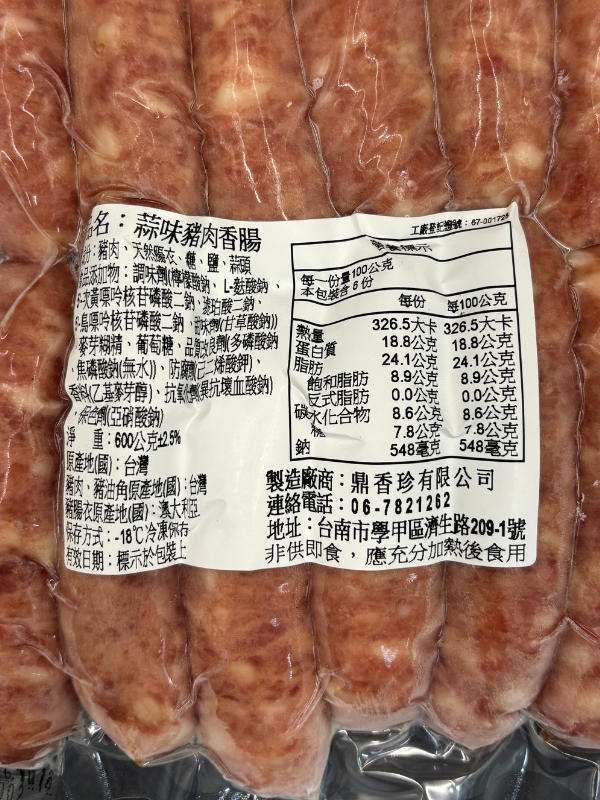 品名：蒜味豬肉香腸
成份：豬肉、天然腸衣、糖、鹽、蒜頭
食品添加物：調味劑(檸檬酸鈉、L-麩酸鈉、
5'-次黃嘌呤核苷磷酸二鈉、琥珀酸二鈉、
5'-鳥嘌呤核苷磷酸二鈉、甜味劑(甘草酸鈉))
麥芽糊精、葡萄糖、品質改良劑(多磷酸鈉
、焦磷酸鈉(無水))、防腐劑(己二烯酸鉀)、
香料(乙基麥芽醇)、抗氧化劑(異抗壞血酸鈉)
、保色劑(亞硝酸鈉)
淨 重：600公克±2.5%
原產地(國)：台灣
豬肉、豬油角原產地(國)：台灣
豬腸衣原產地(國)：澳大利亞
保存方式：-18℃冷凍保存
有效日期：標示於包裝上
工廠登記證號：67-00172
營養標示
每一份量100公克
本包裝含 6 份
每份 每100公克
熱量 326.5大卡 326.5大卡
蛋白質 18.8公克 18.8公克
脂肪 24.1公克 24.1公克
飽和脂肪 8.9公克 8.9公克
反式脂肪 0.0公克 0.0公克
碳水化合物 8.6公克 8.6公克
糖 7.8公克 7.8公克
鈉 548毫克 548毫克
製造廠商：鼎香珍有限公司
連絡電話：06-7821262
地址：台南市學甲區濟生路209-1號
非供即食，應充分加熱後食用